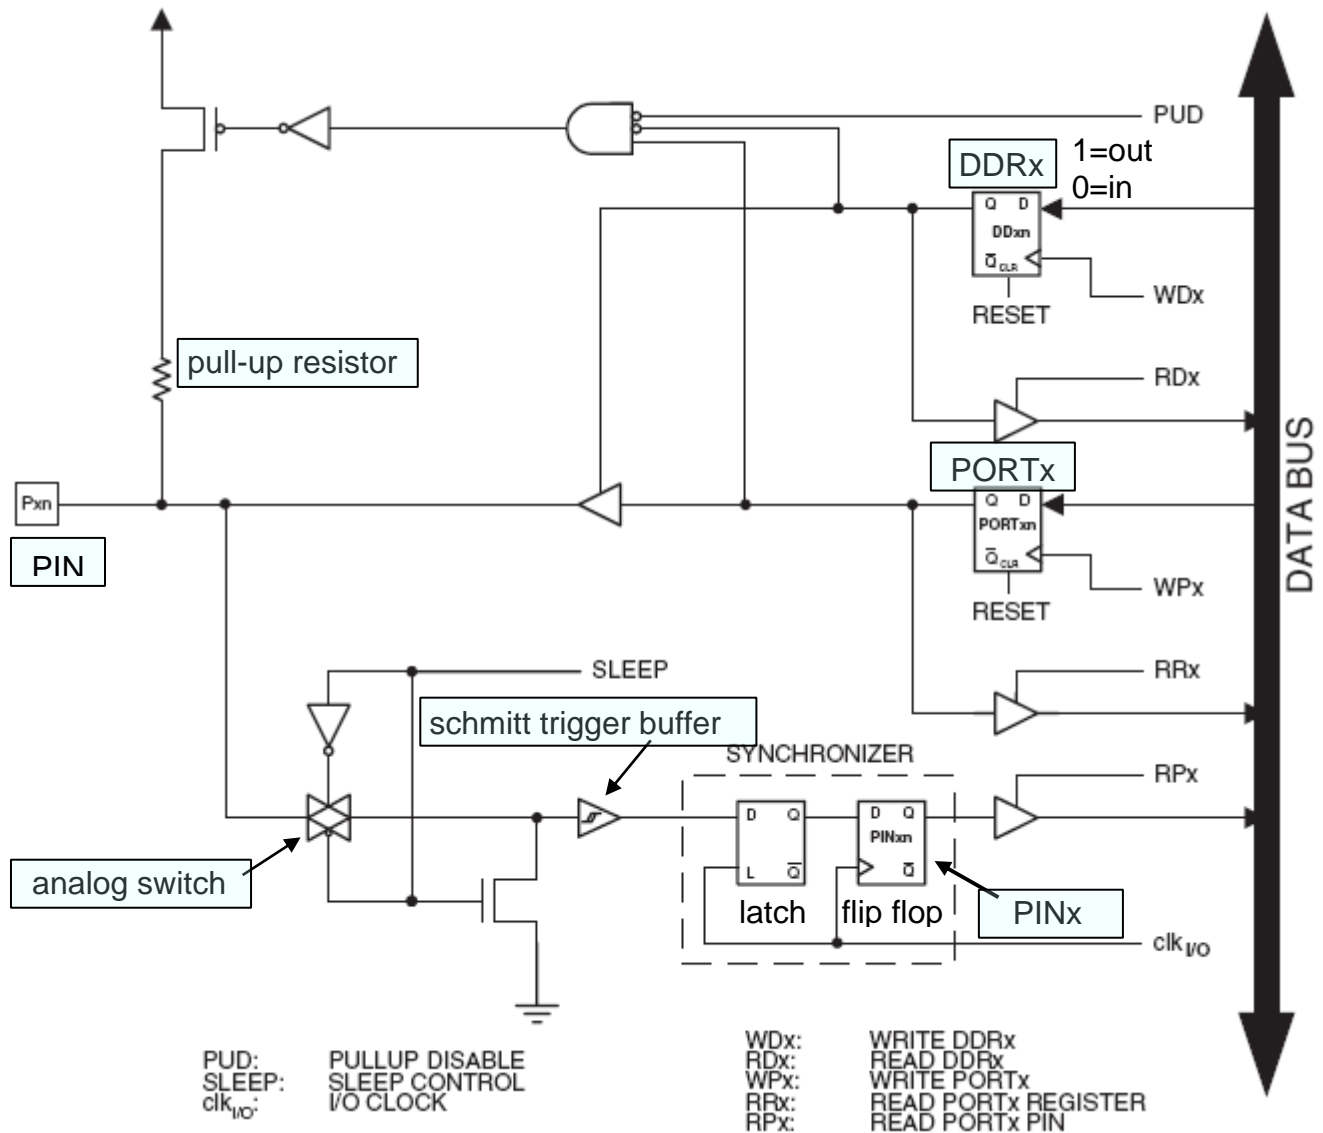 PUD
DDRx
1=out
0=in
Q D
DDxn
Q CLR
WDx
RESET
pull-up resistor
RDx
DATA BUS
PORTx
Pxn
Q D
PORTxn
Q CLR
PIN
WPx
RESET
SLEEP
RRx
schmitt trigger buffer
SYNCHRONIZER
RPx
D Q
D Q
PINxn
L Q
Q
analog switch
latch
flip flop
PINx
clk I/O
PUD: PULLUP DISABLE
SLEEP: SLEEP CONTROL
clk I/O: I/O CLOCK
WDx: WRITE DDRx
RDx: READ DDRx
WPx: WRITE PORTx
RRx: READ PORTx REGISTER
RPx: READ PORTx PIN